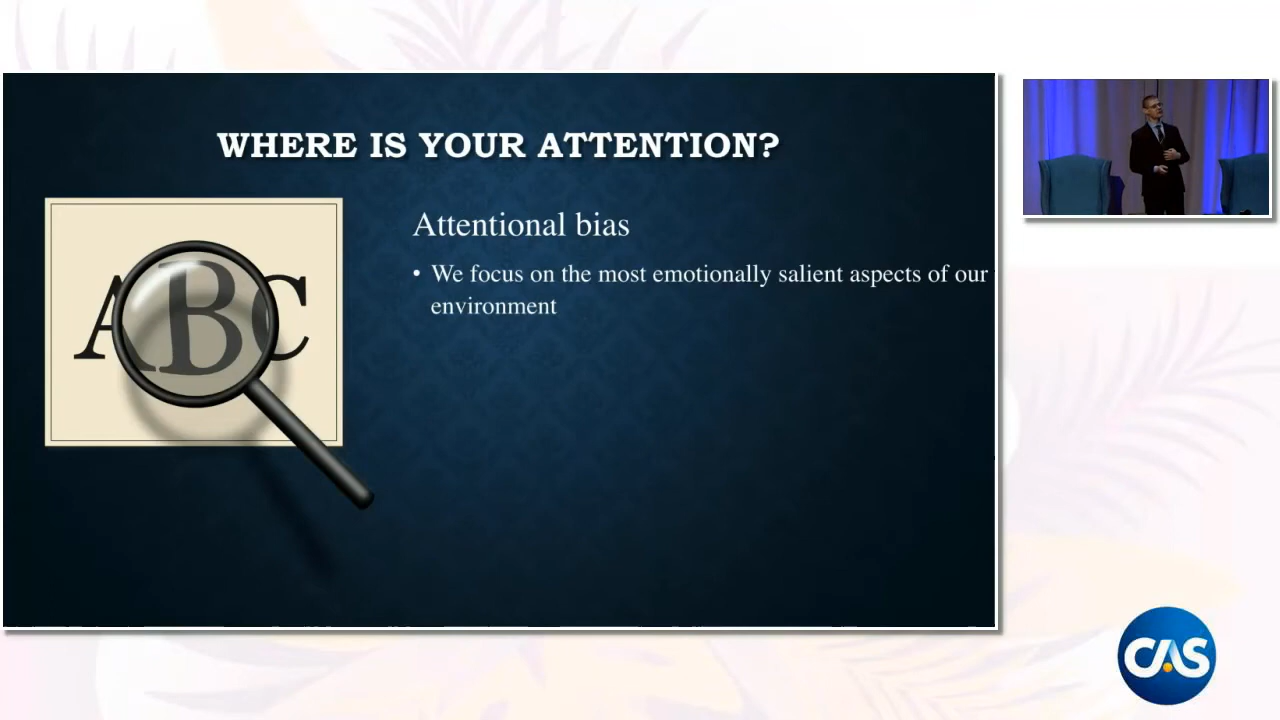 WHERE IS YOUR ATTENTION?
ABC
Attentional bias
• We focus on the most emotionally salient aspects of our
environment
CAS